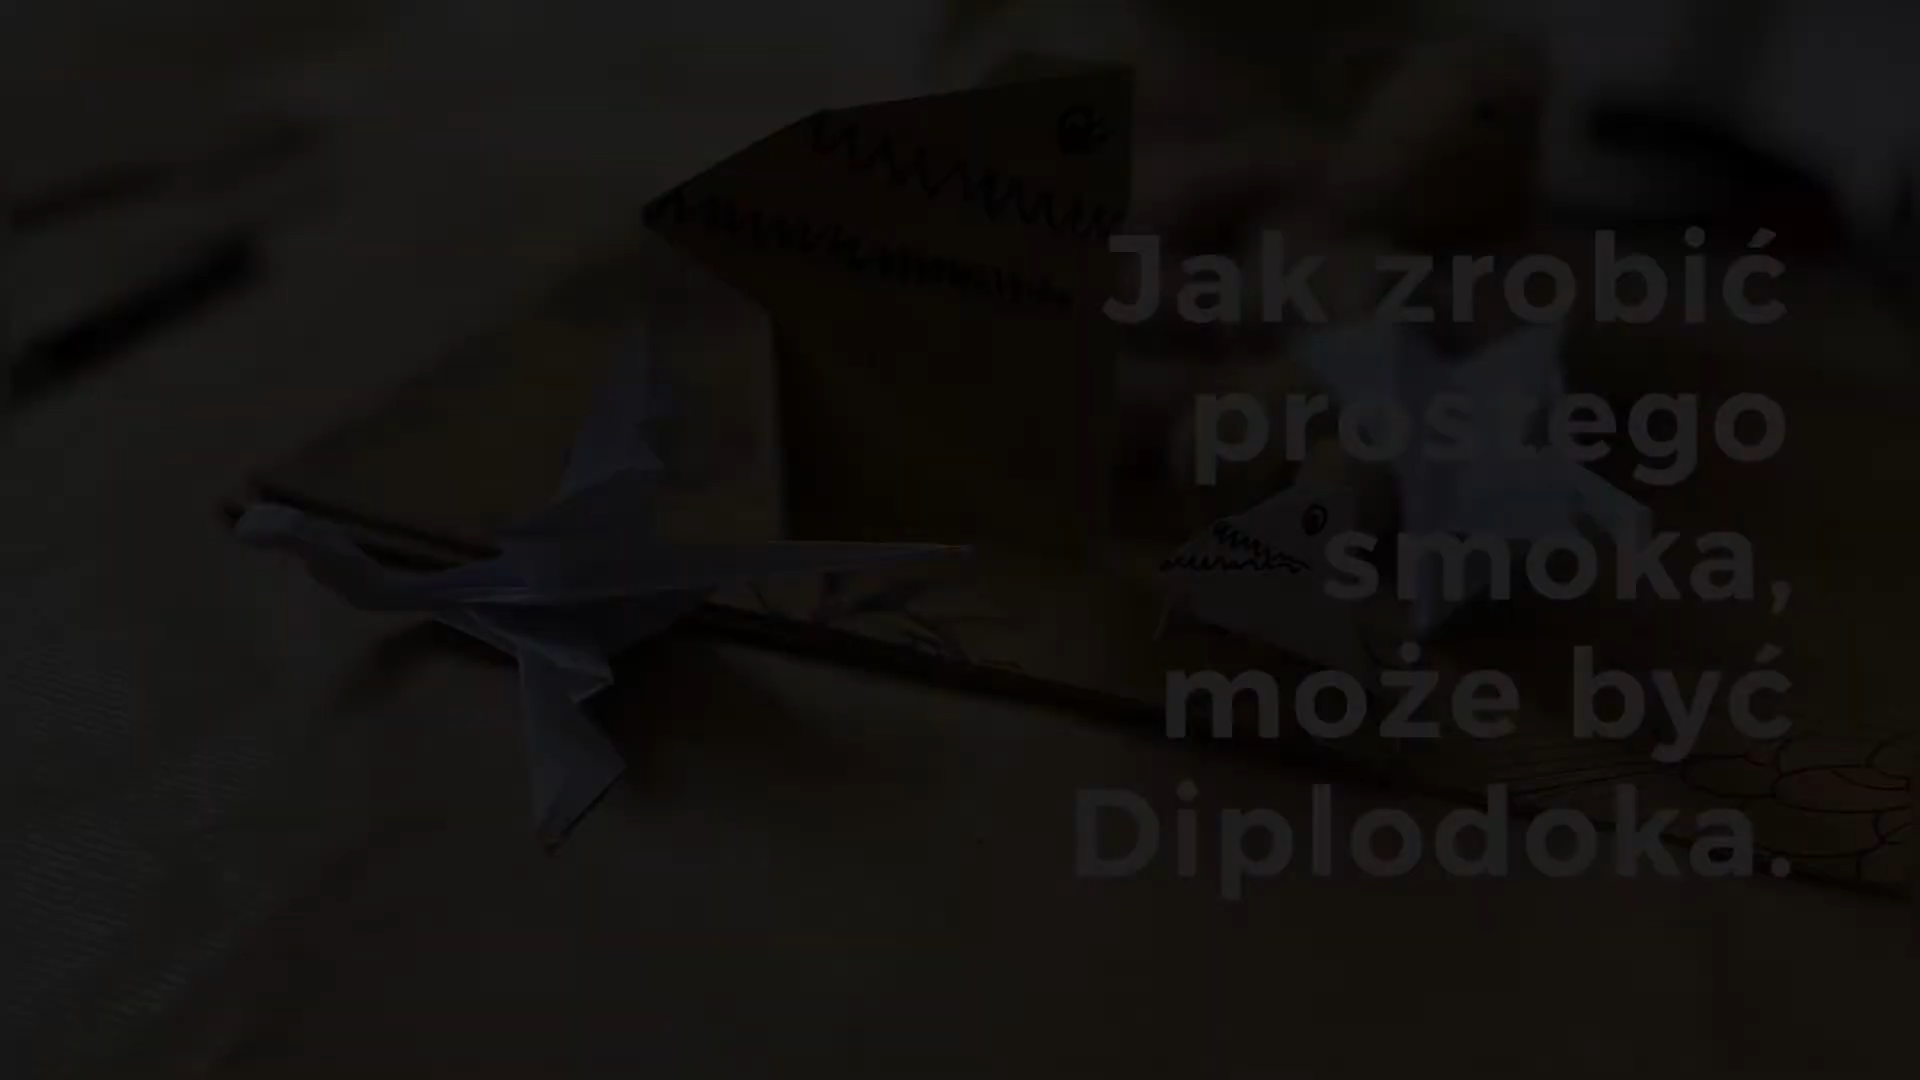 Jak zrobić
prostego
smoka,
może być
Diplodoka.